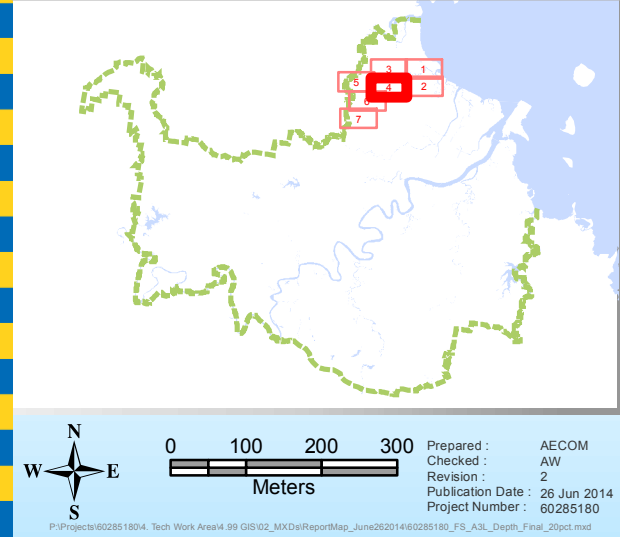 3 1
5 4 2
6
7
N
W E
S
0 100 200 300
Meters
Prepared : AECOM
Checked : AW
Revision : 2
Publication Date : 26 Jun 2014
Project Number : 60285180
P:\Projects\60285180\4. Tech Work Area\4.99 GIS\02_MXDs\ReportMap_June262014\60285180_FS_A3L_Depth_Final_20pct.mxd